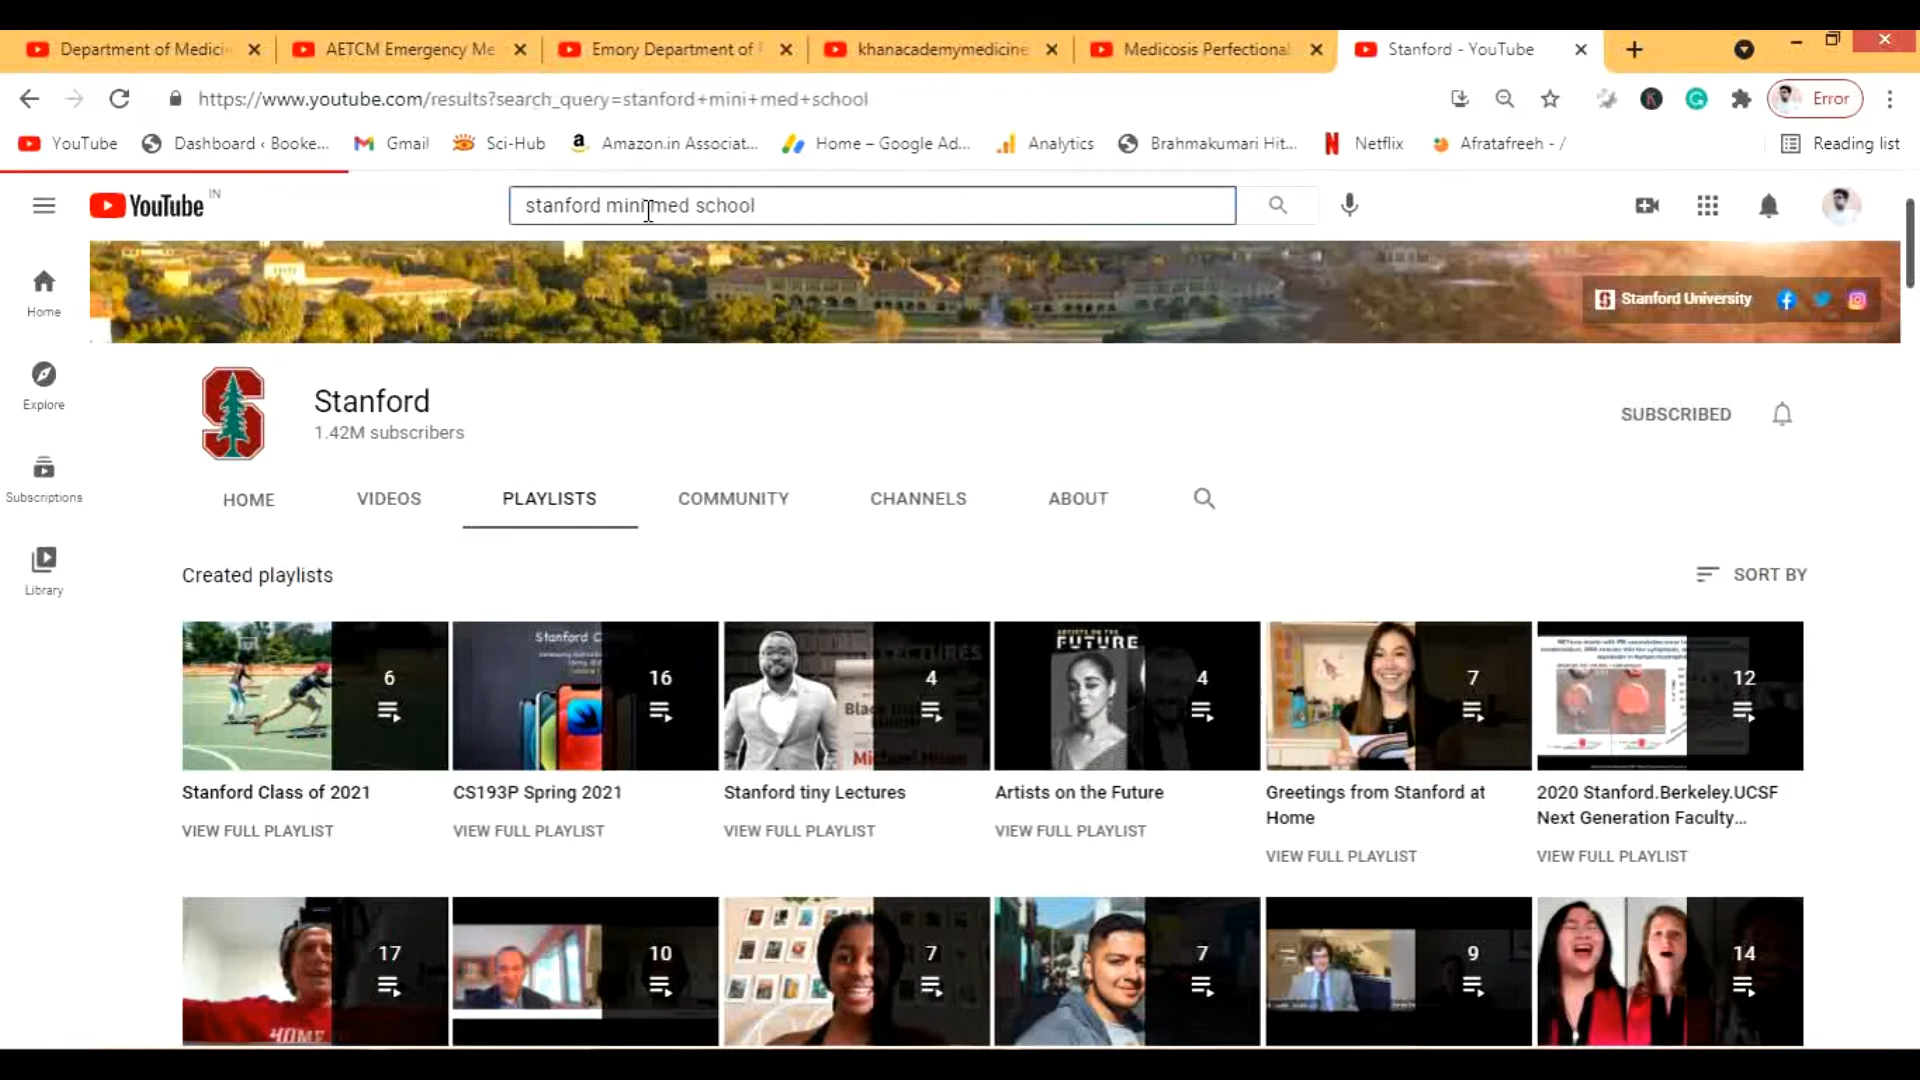 Department of Medici
AETCM Emergency Me
Emory Department of
khanacademymedicine
Medicosis Perfectional
Stanford - YouTube
https://www.youtube.com/results?search_query=stanford+mini+med+school
Error
YouTube
Dashboard ‹ Booke...
Gmail
Sci-Hub
Amazon.in Associat...
Home – Google Ad...
Analytics
Brahmakumari Hit...
Netflix
Afratafreeh - /
Reading list
YouTube IN
stanford mini med school
Stanford University
Home
Explore
Subscriptions
Library
Stanford
1.42M subscribers
SUBSCRIBED
HOME
VIDEOS
PLAYLISTS
COMMUNITY
CHANNELS
ABOUT
Created playlists
SORT BY
6
Stanford C
16
4
ARTISTS ON THE
FUTURE
4
7
12
Stanford Class of 2021
VIEW FULL PLAYLIST
CS193P Spring 2021
VIEW FULL PLAYLIST
Stanford tiny Lectures
VIEW FULL PLAYLIST
Artists on the Future
VIEW FULL PLAYLIST
Greetings from Stanford at
Home
VIEW FULL PLAYLIST
2020 Stanford.Berkeley.UCSF
Next Generation Faculty...
VIEW FULL PLAYLIST
17
HOME
10
7
7
9
14